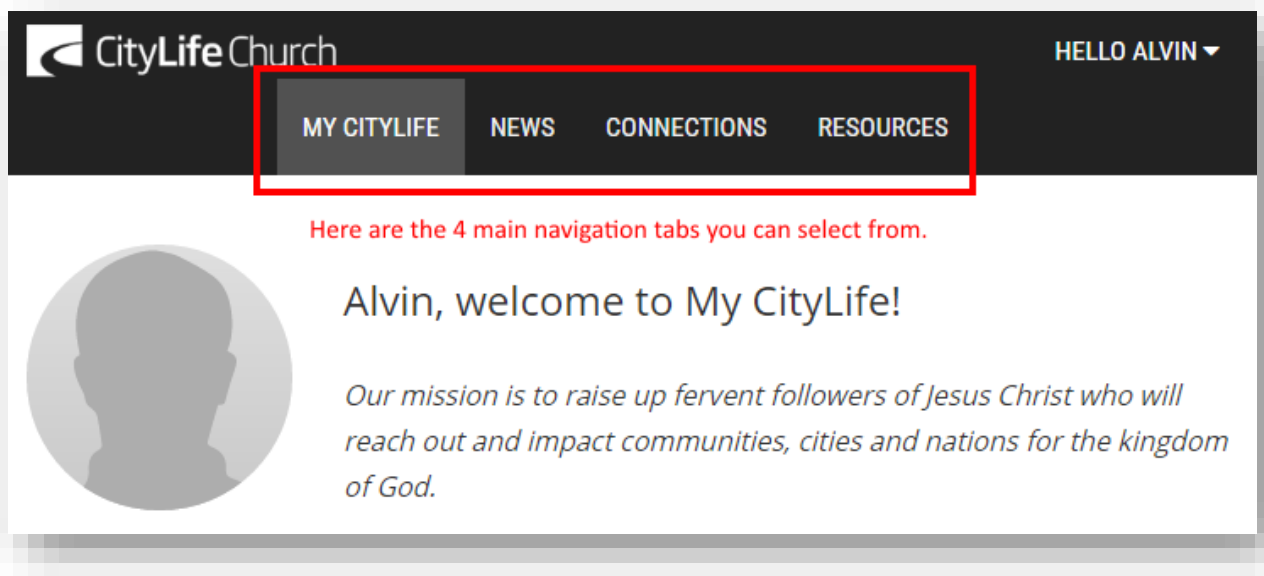 CityLife Church
HELLO ALVIN
MY CITYLIFE NEWS CONNECTIONS RESOURCES
Here are the 4 main navigation tabs you can select from.
Alvin, welcome to My CityLife!
Our mission is to raise up fervent followers of Jesus Christ who will
reach out and impact communities, cities and nations for the kingdom
of God.